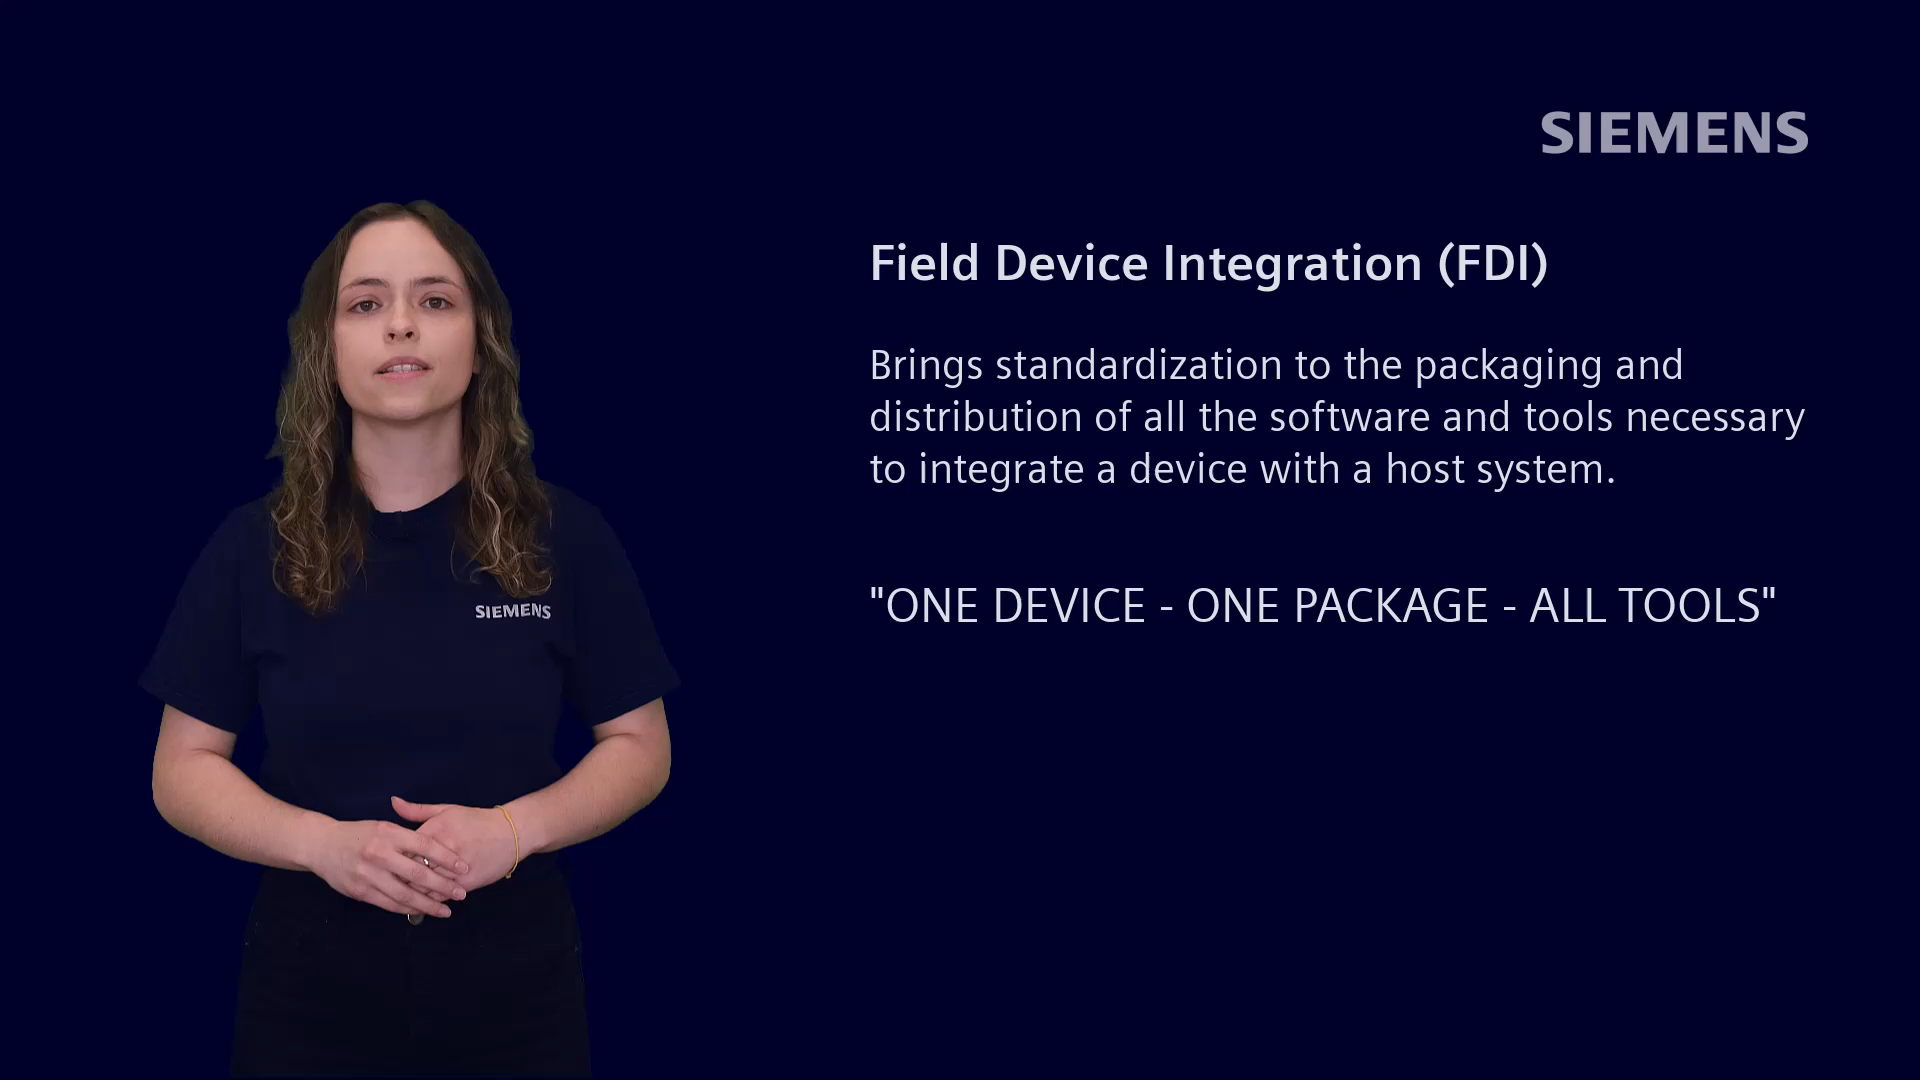 SIEMENS
Field Device Integration (FDI)
Brings standardization to the packaging and
distribution of all the software and tools necessary
to integrate a device with a host system.
"ONE DEVICE - ONE PACKAGE - ALL TOOLS"
SIEMENS